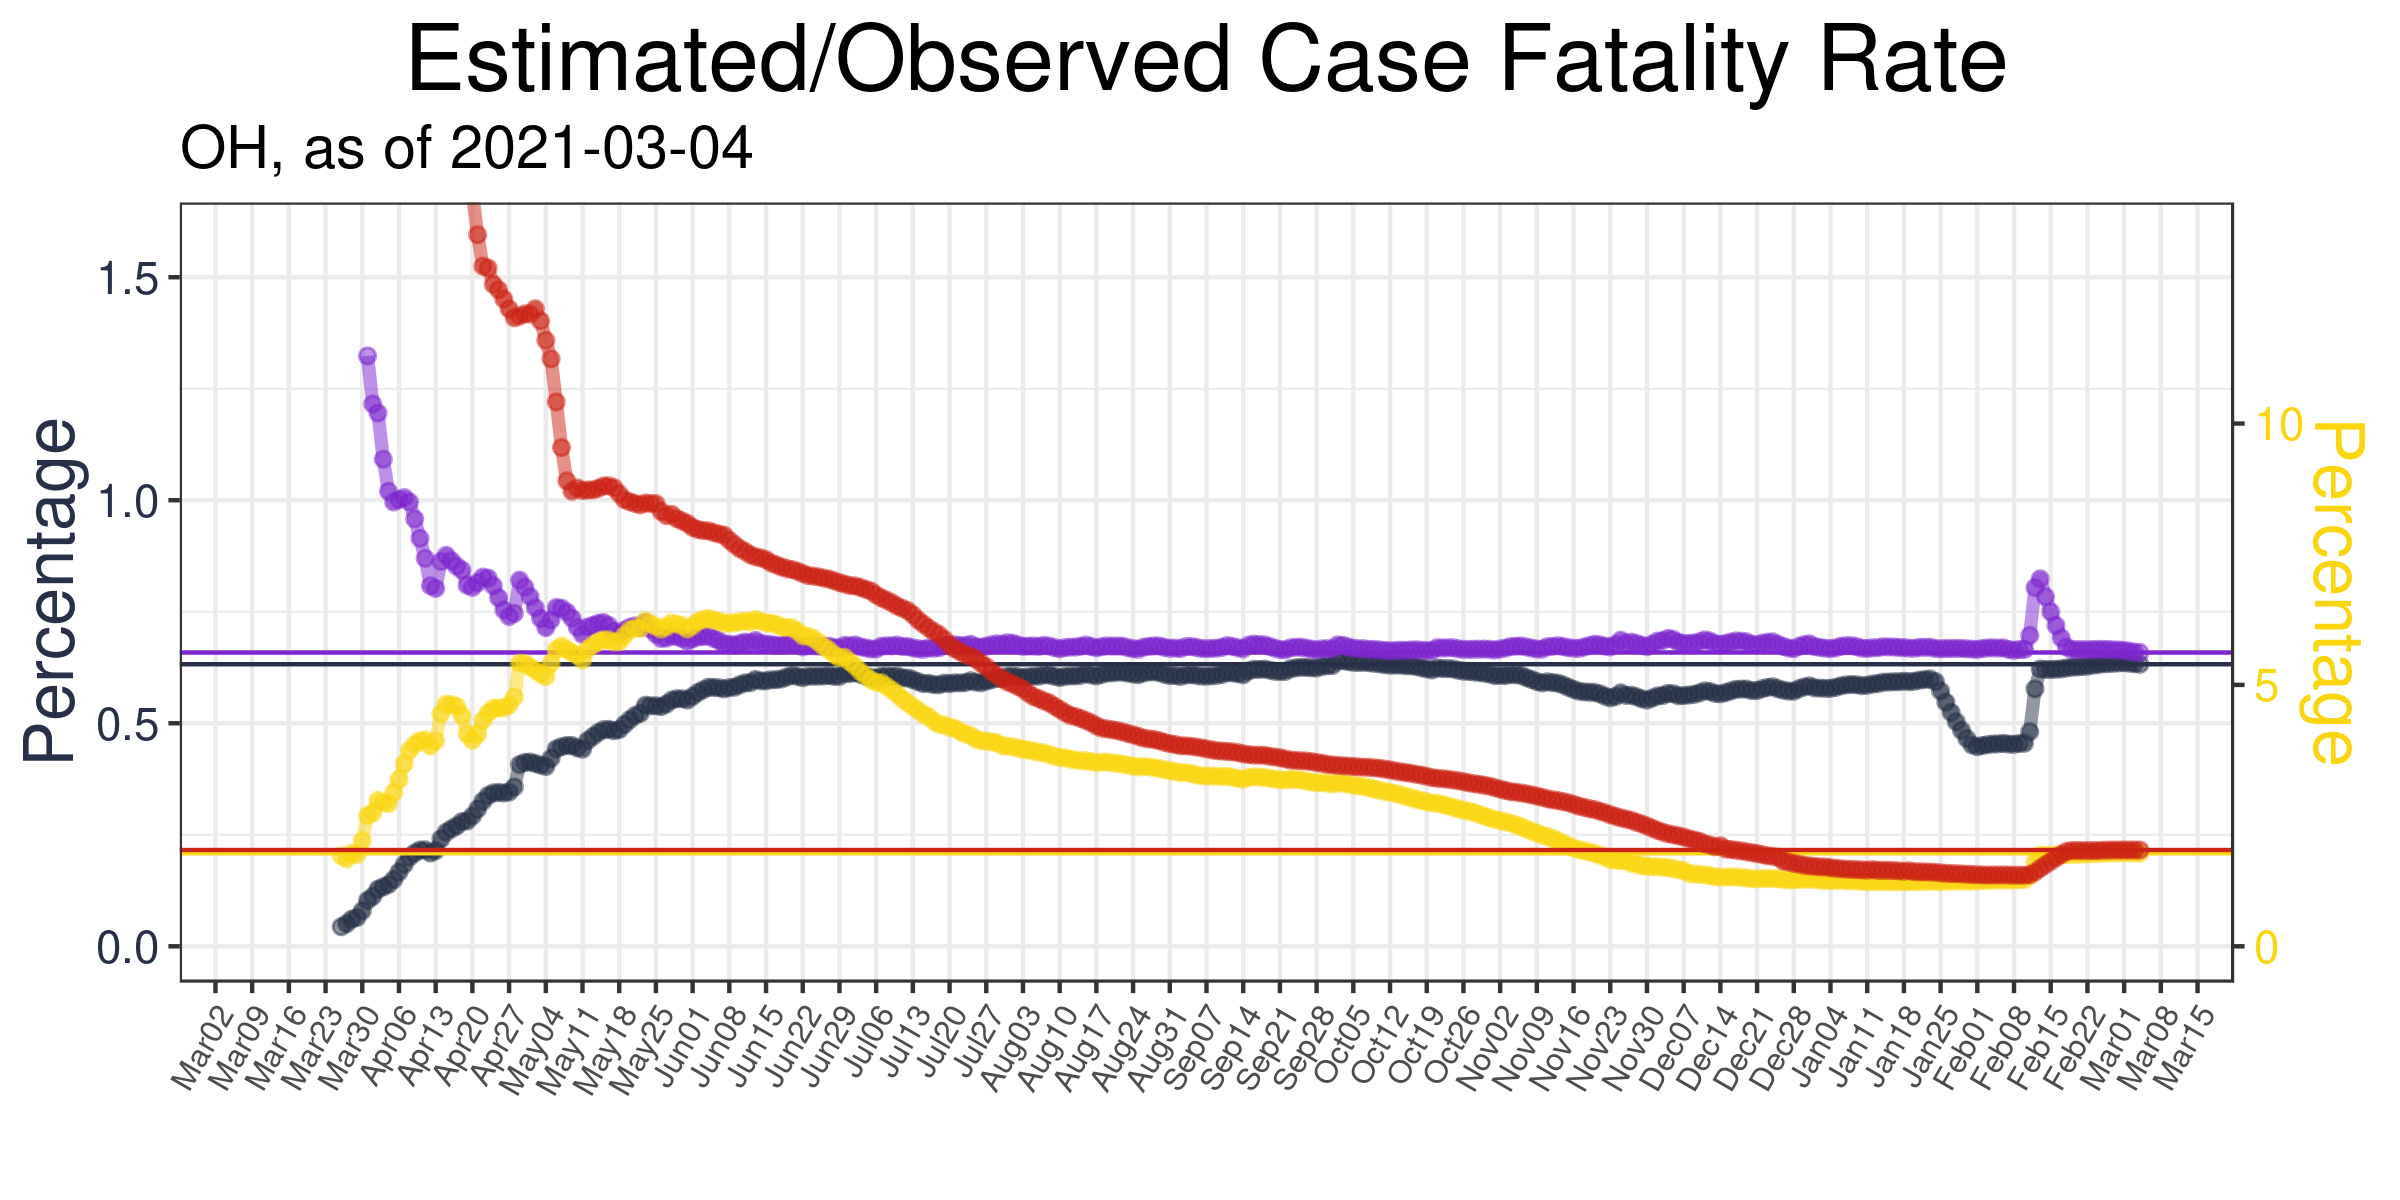 Estimated/Observed Case Fatality Rate
OH, as of 2021-03-04
Percentage
1.5
1.0
0.5
0.0
10
5
0
Percentage
Mar02
Mar09
Mar16
Mar23
Mar30
Apr06
Apr13
Apr20
Apr27
May04
May11
May18
May25
Jun01
Jun08
Jun15
Jun22
Jun29
Jul06
Jul13
Jul20
Jul27
Aug03
Aug10
Aug17
Aug24
Aug31
Sep07
Sep14
Sep21
Sep28
Oct05
Oct12
Oct19
Oct26
Nov02
Nov09
Nov16
Nov23
Nov30
Dec07
Dec14
Dec21
Dec28
Jan04
Jan11
Jan18
Jan25
Feb01
Feb08
Feb15
Feb22
Mar01
Mar08
Mar15